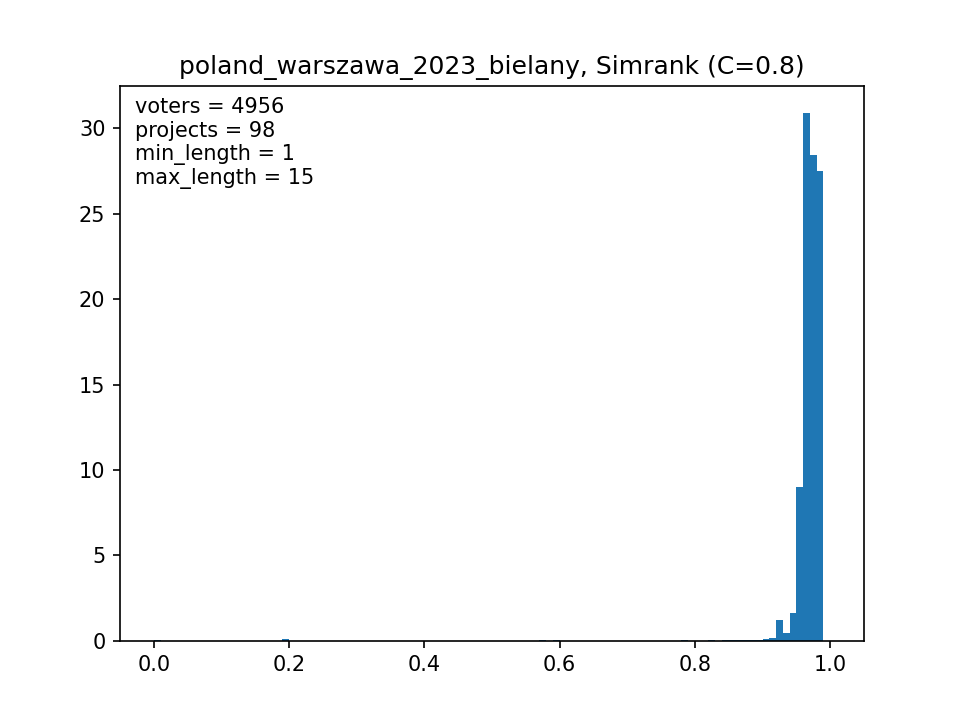 poland_warszawa_2023_bielany, Simrank (C=0.8)
voters = 4956
projects = 98
min_length = 1
max_length = 15
30
25
20
15
10
5
0
0.0 0.2 0.4 0.6 0.8 1.0